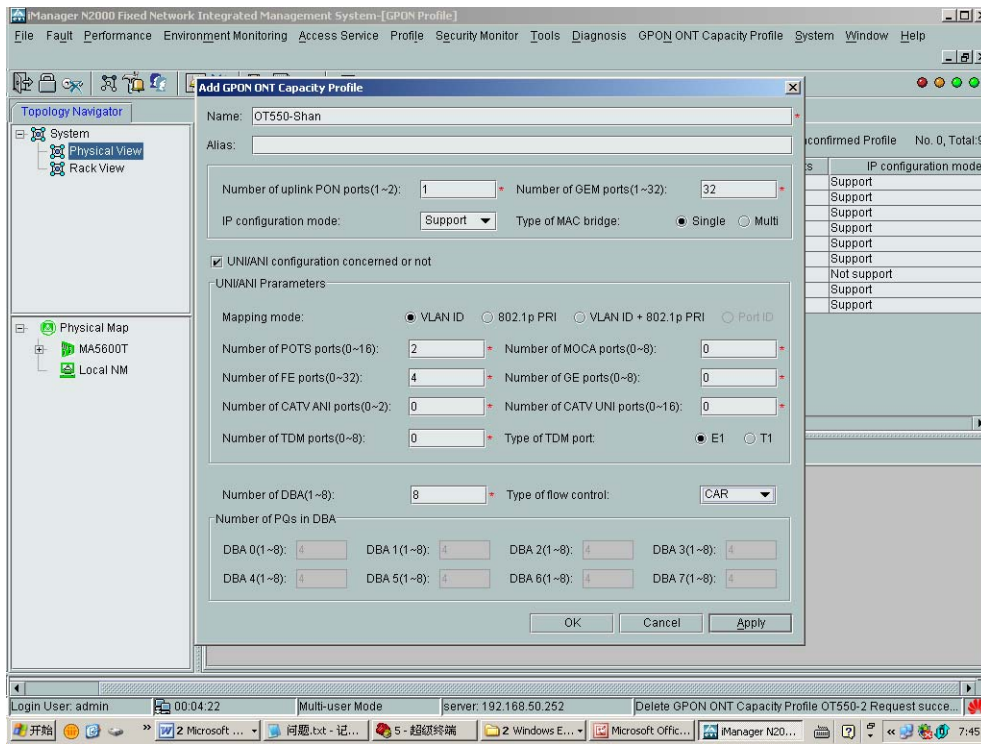 iManager N2000 Fixed Network Integrated Management System-[GPON Profile]
File Fault Performance Environment Monitoring Access Service Profile Security Monitor Tools Diagnosis GPON ONT Capacity Profile System Window Help
Add GPON ONT Capacity Profile
Topology Navigator
System
Physical View
Rack View
Physical Map
MA5600T
Local NM
Name: OT550-Shan *
Alias:
Number of uplink PON ports(1~2): 1 * Number of GEM ports(1~32): 32 *
IP configuration mode: Support Type of MAC bridge: Single Multi
UNI/ANI configuration concerned or not
UNI/ANI Prarameters
Mapping mode: VLAN ID 802.1p PRI VLAN ID + 802.1p PRI Port ID
Number of POTS ports(0~16): 2 * Number of MOCA ports(0~8): 0 *
Number of FE ports(0~32): 4 * Number of GE ports(0~8): 0 *
Number of CATV ANI ports(0~2): 0 * Number of CATV UNI ports(0~16): 0 *
Number of TDM ports(0~8): 0 * Type of TDM port: E1 T1
Number of DBA(1~8): 8 * Type of flow control: CAR
Number of PQs in DBA
DBA 0(1~8): 4 DBA 1(1~8): 4 DBA 2(1~8): 4 DBA 3(1~8): 4
DBA 4(1~8): 4 DBA 5(1~8): 4 DBA 6(1~8): 4 DBA 7(1~8): 4
OK Cancel Apply
confirmed Profile No. 0, Total:9
IP configuration mode
Support
Support
Support
Support
Support
Support
Not support
Support
Support
Login User: admin 00:04:22 Multi-user Mode server: 192.168.50.252 Delete GPON ONT Capacity Profile OT550-2 Request succe...
开始 » 2 Microsoft ... 问题.txt - 记... 5 - 超级终端 2 Windows E... Microsoft Offic... iManager N20... « 7:45